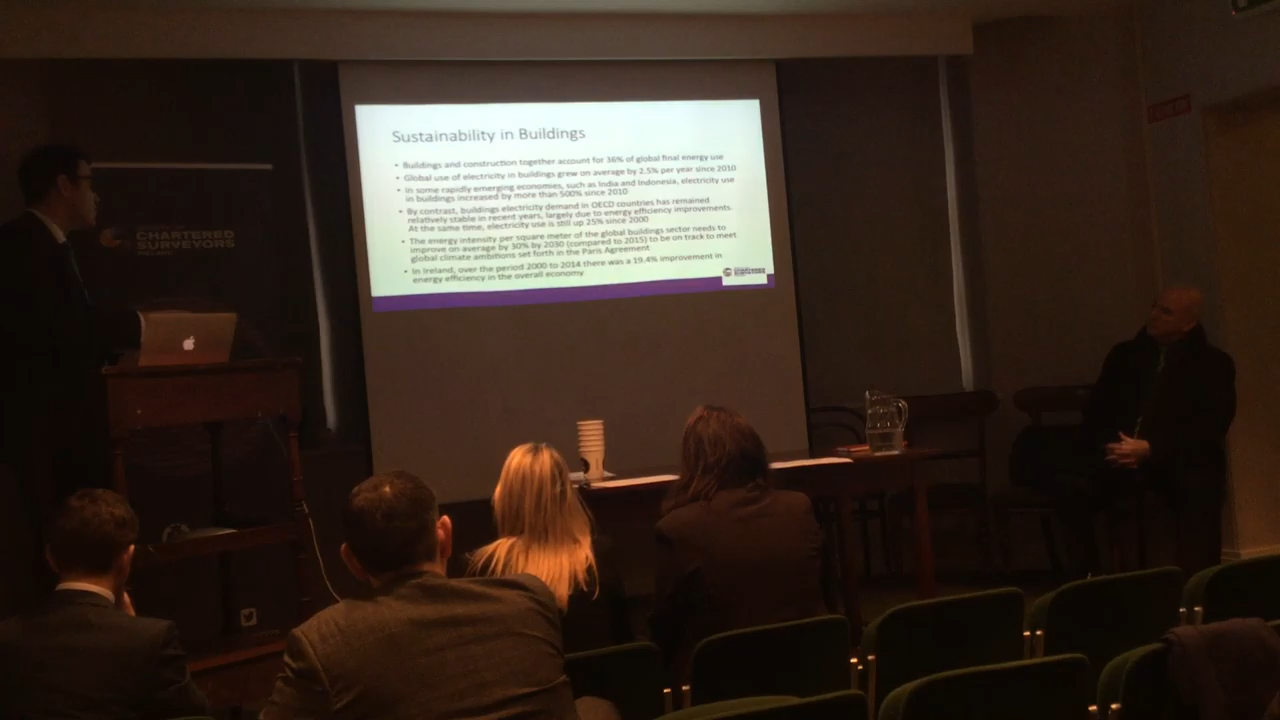 Sustainability in Buildings
• Buildings and construction together account for 36% of global final energy use
• Global use of electricity in buildings grew on average by 2.5% per year since 2010
• In some rapidly emerging economies, such as India and Indonesia, electricity use
in buildings increased by more than 500% since 2010
• By contrast, buildings electricity demand in OECD countries has remained
relatively stable in recent years, largely due to energy efficiency improvements.
At the same time, electricity use is still up 25% since 2000
• The energy intensity per square meter of the global buildings sector needs to
improve on average by 30% by 2030 (compared to 2015) to be on track to meet
global climate ambitions set forth in the Paris Agreement
• In Ireland, over the period 2000 to 2014 there was a 19.4% improvement in
energy efficiency in the overall economy
CHARTERED
SURVEYORS